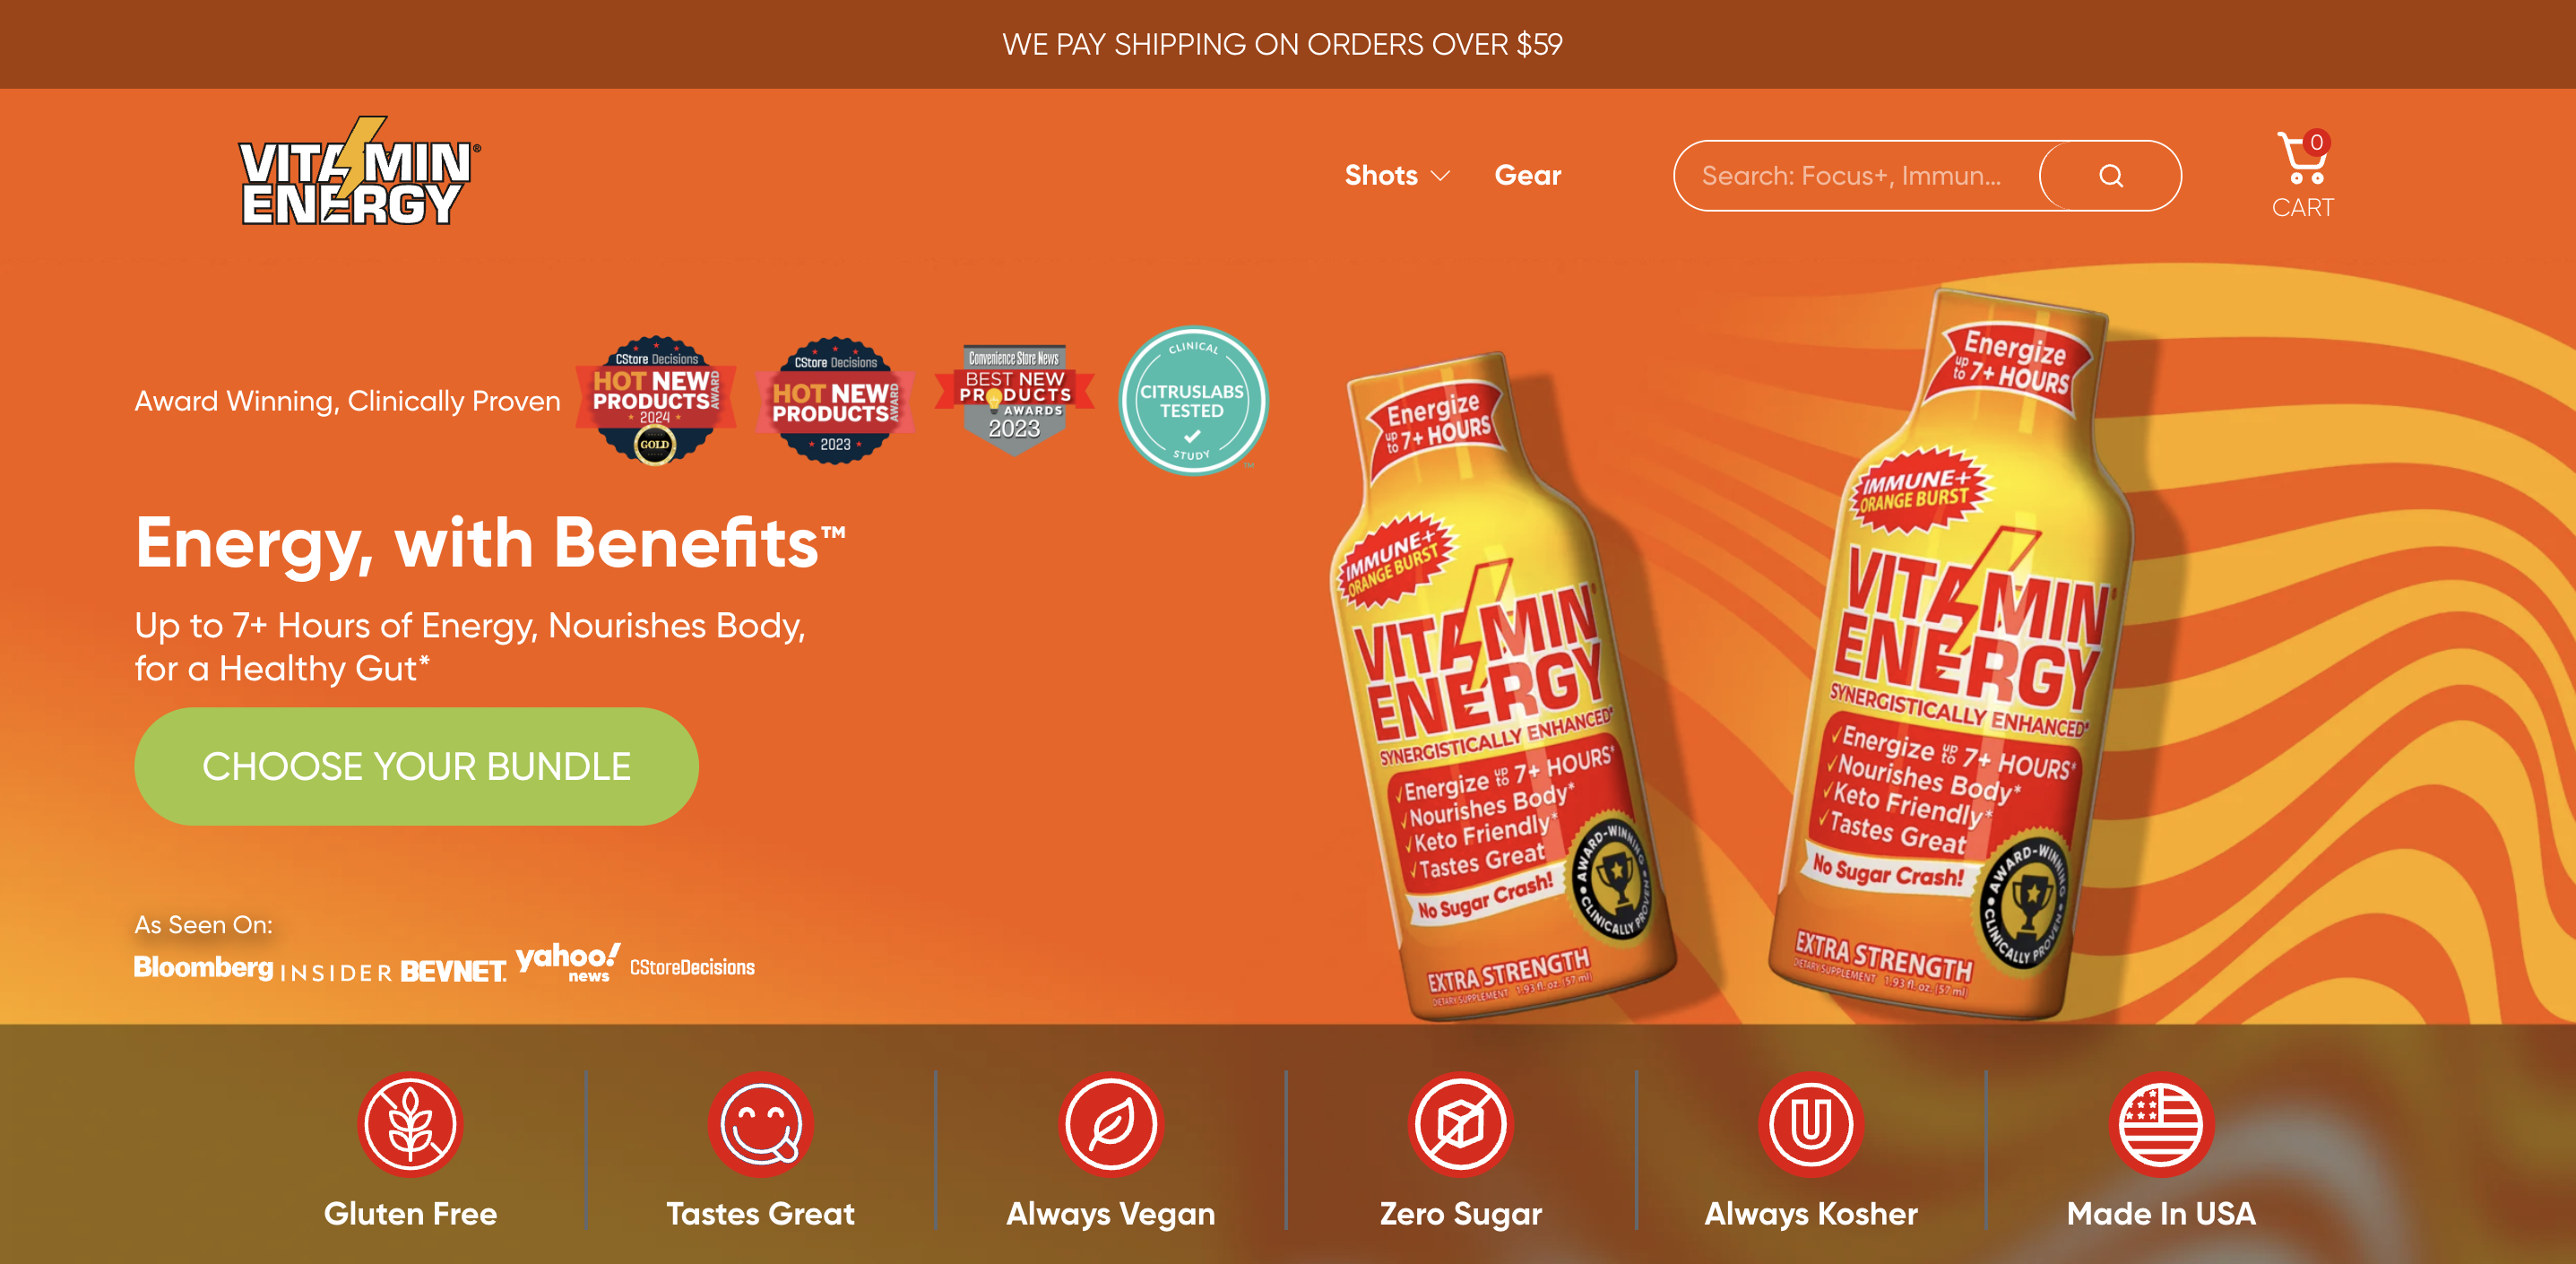 WE PAY SHIPPING ON ORDERS OVER $59
VITAMIN
ENERGY®
Shots
Gear
Search: Focus+, Immun...
0
CART
Award Winning, Clinically Proven
CStore Decisions
HOT NEW
PRODUCTS
AWARD
2024
GOLD
CStore Decisions
HOT NEW
PRODUCTS
AWARD
2023
Convenience Store News
BEST NEW
PRODUCTS
AWARDS
2023
CLINICAL
CITRUSLABS
TESTED
STUDY
TM
Energy, with Benefits™
Up to 7+ Hours of Energy, Nourishes Body,
for a Healthy Gut*
CHOOSE YOUR BUNDLE
As Seen On:
Bloomberg INSIDER BEVNET. yahoo! news CStoreDecisions
Energize
up to 7+ HOURS
IMMUNE+
ORANGE BURST
VITAMIN
ENERGY
SYNERGISTICALLY ENHANCED*
✓Energize up to 7+ HOURS*
✓Nourishes Body*
✓Keto Friendly*
✓Tastes Great
No Sugar Crash!
AWARD-WINNING
CLINICALLY PROVEN
EXTRA STRENGTH
DIETARY SUPPLEMENT 1.93 fl. oz. (57 ml)
Energize
up to 7+ HOURS
IMMUNE+
ORANGE BURST
VITAMIN
ENERGY
SYNERGISTICALLY ENHANCED*
✓Energize up to 7+ HOURS*
✓Nourishes Body*
✓Keto Friendly*
✓Tastes Great
No Sugar Crash!
AWARD-WINNING
CLINICALLY PROVEN
EXTRA STRENGTH
DIETARY SUPPLEMENT 1.93 fl. oz. (57 ml)
Gluten Free
Tastes Great
Always Vegan
Zero Sugar
U
Always Kosher
Made In USA